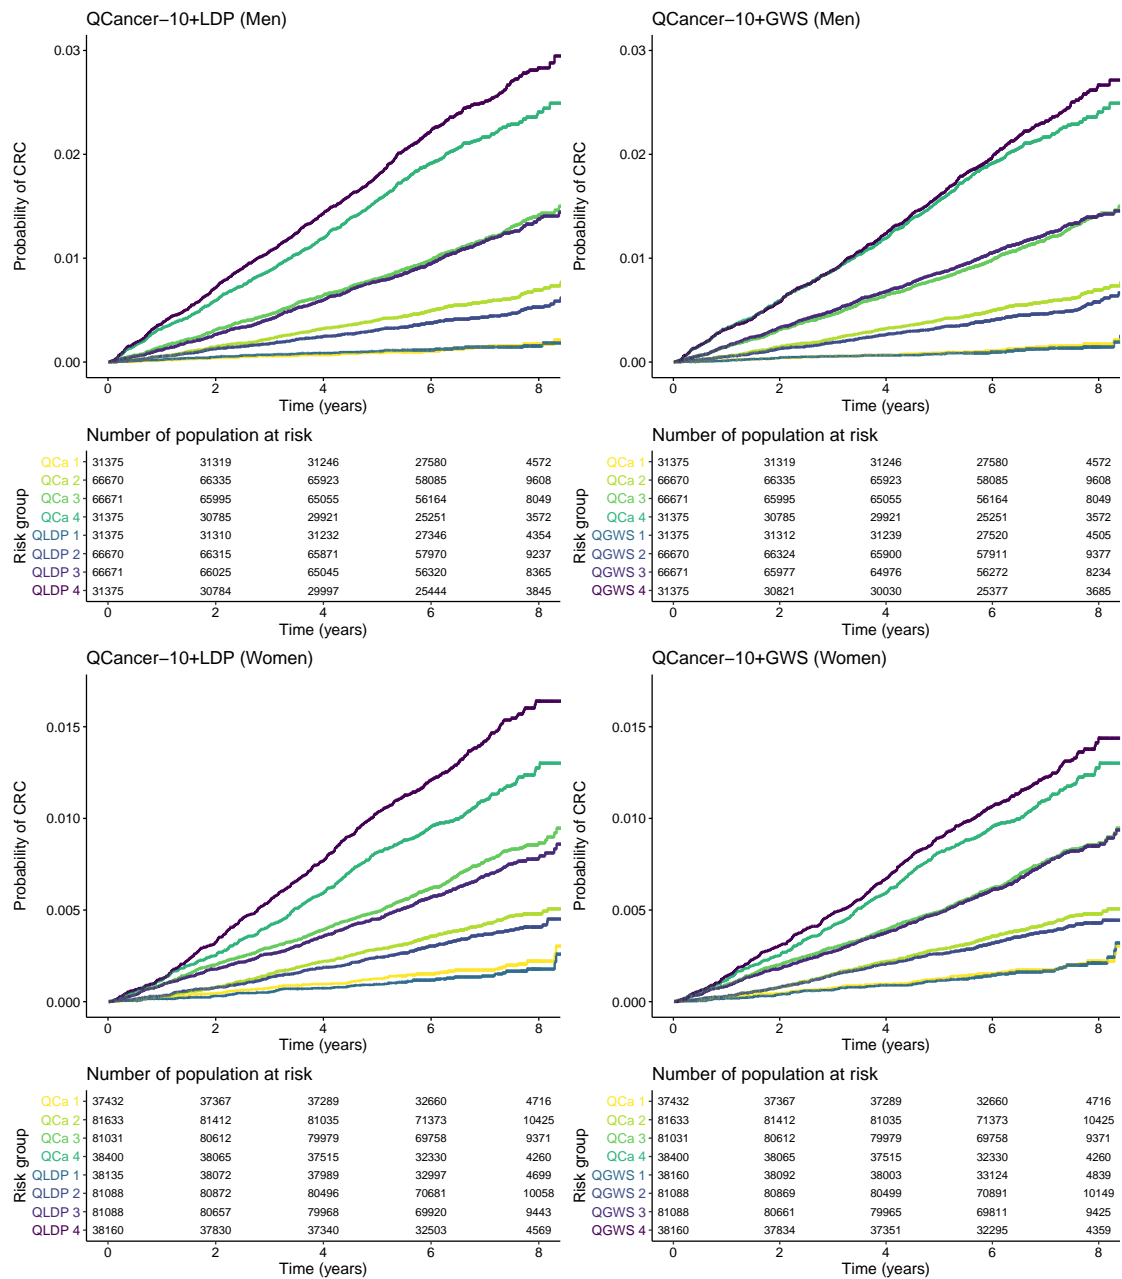 QCancer−10+LDP (Men)
0.03
0.02
0.01
0.00
Probability of CRC
0 2 4 6 8
Time (years)
Number of population at risk
Risk group
QCa 1 31375 31319 31246 27580 4572
QCa 2 66670 66335 65923 58085 9608
QCa 3 66671 65995 65055 56164 8049
QCa 4 31375 30785 29921 25251 3572
QLDP 1 31375 31310 31232 27346 4354
QLDP 2 66670 66315 65871 57970 9237
QLDP 3 66671 66025 65045 56320 8365
QLDP 4 31375 30784 29997 25444 3845
0 2 4 6 8
Time (years)
QCancer−10+GWS (Men)
0.03
0.02
0.01
0.00
Probability of CRC
0 2 4 6 8
Time (years)
Number of population at risk
Risk group
QCa 1 31375 31319 31246 27580 4572
QCa 2 66670 66335 65923 58085 9608
QCa 3 66671 65995 65055 56164 8049
QCa 4 31375 30785 29921 25251 3572
QGWS 1 31375 31312 31239 27520 4505
QGWS 2 66670 66324 65900 57911 9377
QGWS 3 66671 65977 64976 56272 8234
QGWS 4 31375 30821 30030 25377 3685
0 2 4 6 8
Time (years)
QCancer−10+LDP (Women)
0.015
0.010
0.005
0.000
Probability of CRC
0 2 4 6 8
Time (years)
Number of population at risk
Risk group
QCa 1 37432 37367 37289 32660 4716
QCa 2 81633 81412 81035 71373 10425
QCa 3 81031 80612 79979 69758 9371
QCa 4 38400 38065 37515 32330 4260
QLDP 1 38135 38072 37989 32997 4699
QLDP 2 81088 80872 80496 70681 10058
QLDP 3 81088 80657 79968 69920 9443
QLDP 4 38160 37830 37340 32503 4569
0 2 4 6 8
Time (years)
QCancer−10+GWS (Women)
0.015
0.010
0.005
0.000
Probability of CRC
0 2 4 6 8
Time (years)
Number of population at risk
Risk group
QCa 1 37432 37367 37289 32660 4716
QCa 2 81633 81412 81035 71373 10425
QCa 3 81031 80612 79979 69758 9371
QCa 4 38400 38065 37515 32330 4260
QGWS 1 38160 38092 38003 33124 4839
QGWS 2 81088 80869 80499 70891 10149
QGWS 3 81088 80661 79965 69811 9425
QGWS 4 38160 37834 37351 32295 4359
0 2 4 6 8
Time (years)